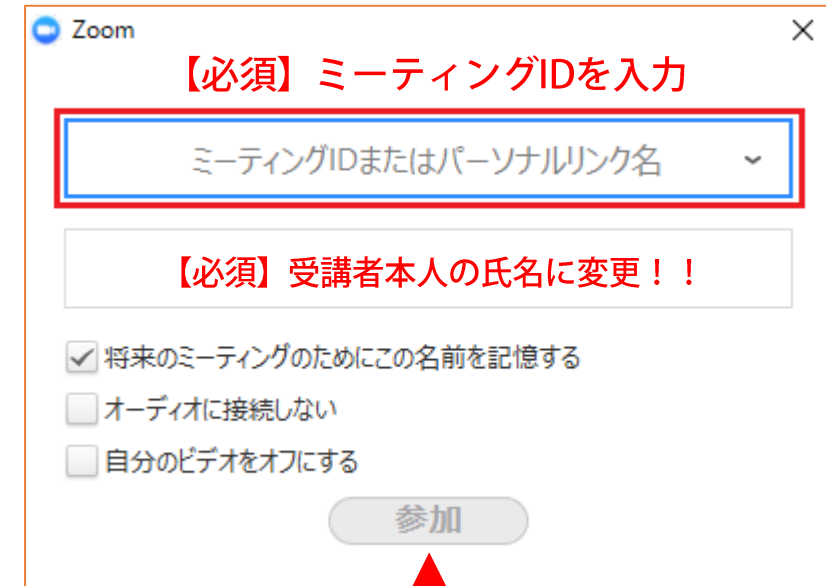 Zoom
【必須】ミーティングIDを入力
ミーティングIDまたはパーソナルリンク名
【必須】受講者本人の氏名に変更！！
将来のミーティングのためにこの名前を記憶する
オーディオに接続しない
自分のビデオをオフにする
参加